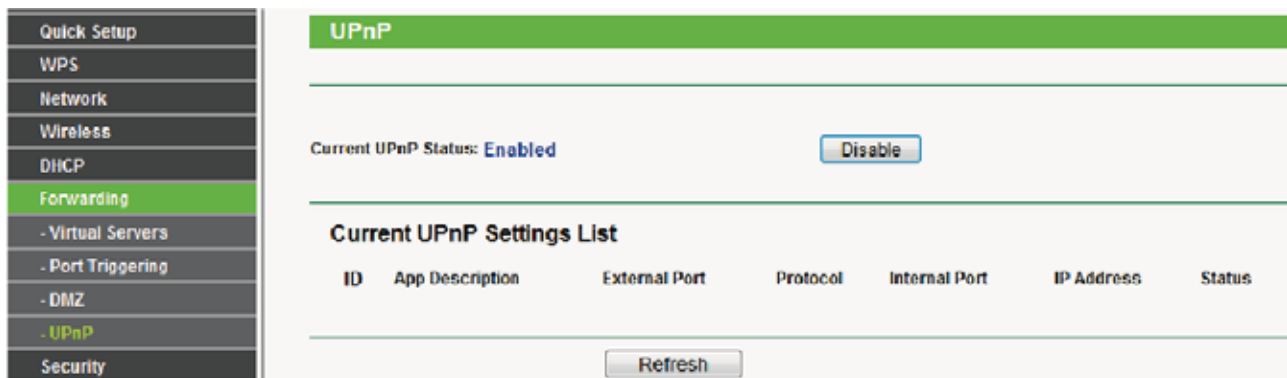 Quick Setup
WPS
Network
Wireless
DHCP
Forwarding
- Virtual Servers
- Port Triggering
- DMZ
- UPnP
Security
UPnP
Current UPnP Status: Enabled
Disable
Current UPnP Settings List
ID App Description External Port Protocol Internal Port IP Address Status
Refresh